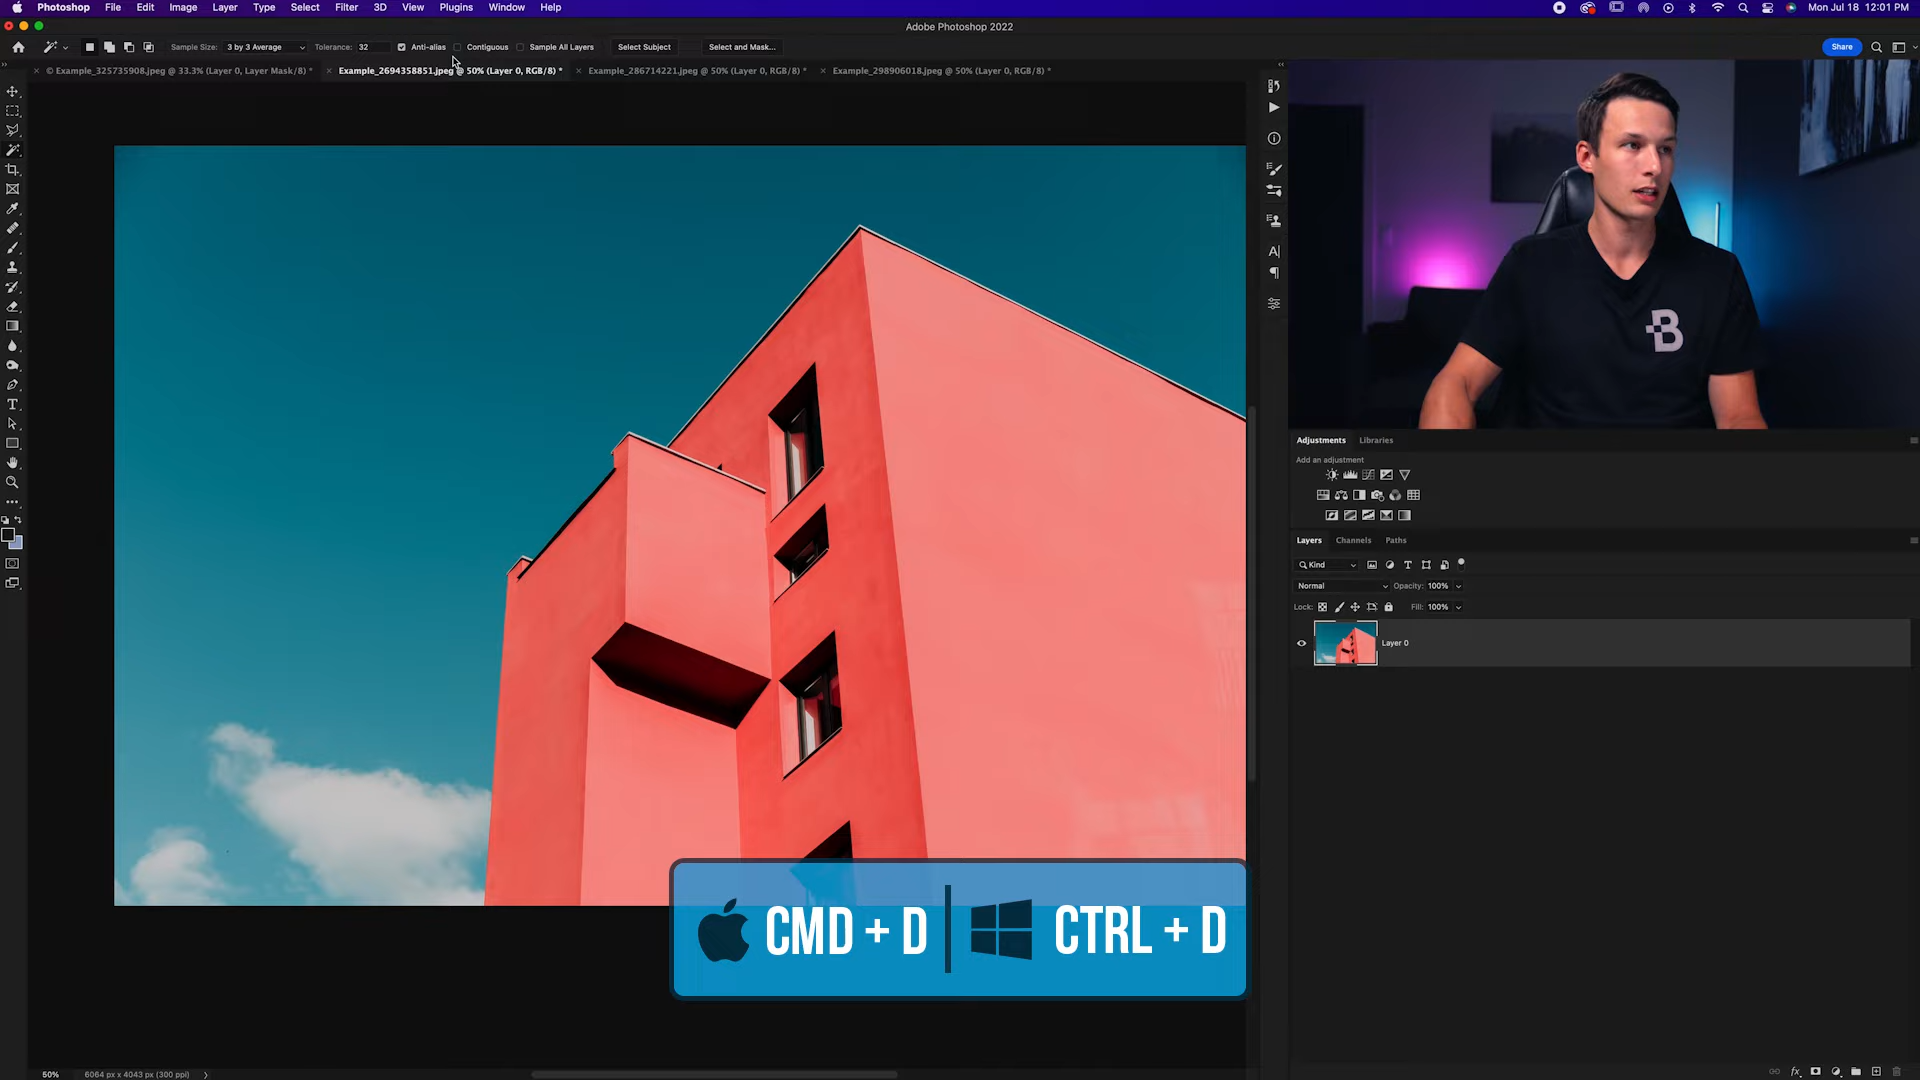 Photoshop File Edit Image Layer Type Select Filter 3D View Plugins Window Help
Mon Jul 18 12:01 PM
Adobe Photoshop 2022
Sample Size: 3 by 3 Average Tolerance: 32 Anti-alias Contiguous Sample All Layers Select Subject Select and Mask...
Share
© Example_325735908.jpeg @ 33.3% (Layer 0, Layer Mask/8) *
Example_2694358851.jpeg @ 50% (Layer 0, RGB/8) *
Example_286714221.jpeg @ 50% (Layer 0, RGB/8) *
Example_298906018.jpeg @ 50% (Layer 0, RGB/8) *
B
Adjustments Libraries
Add an adjustment
Layers Channels Paths
Kind
Normal Opacity: 100%
Lock: Fill: 100%
Layer 0
CMD + D CTRL + D
50% 6064 px x 4043 px (300 ppi)
fx